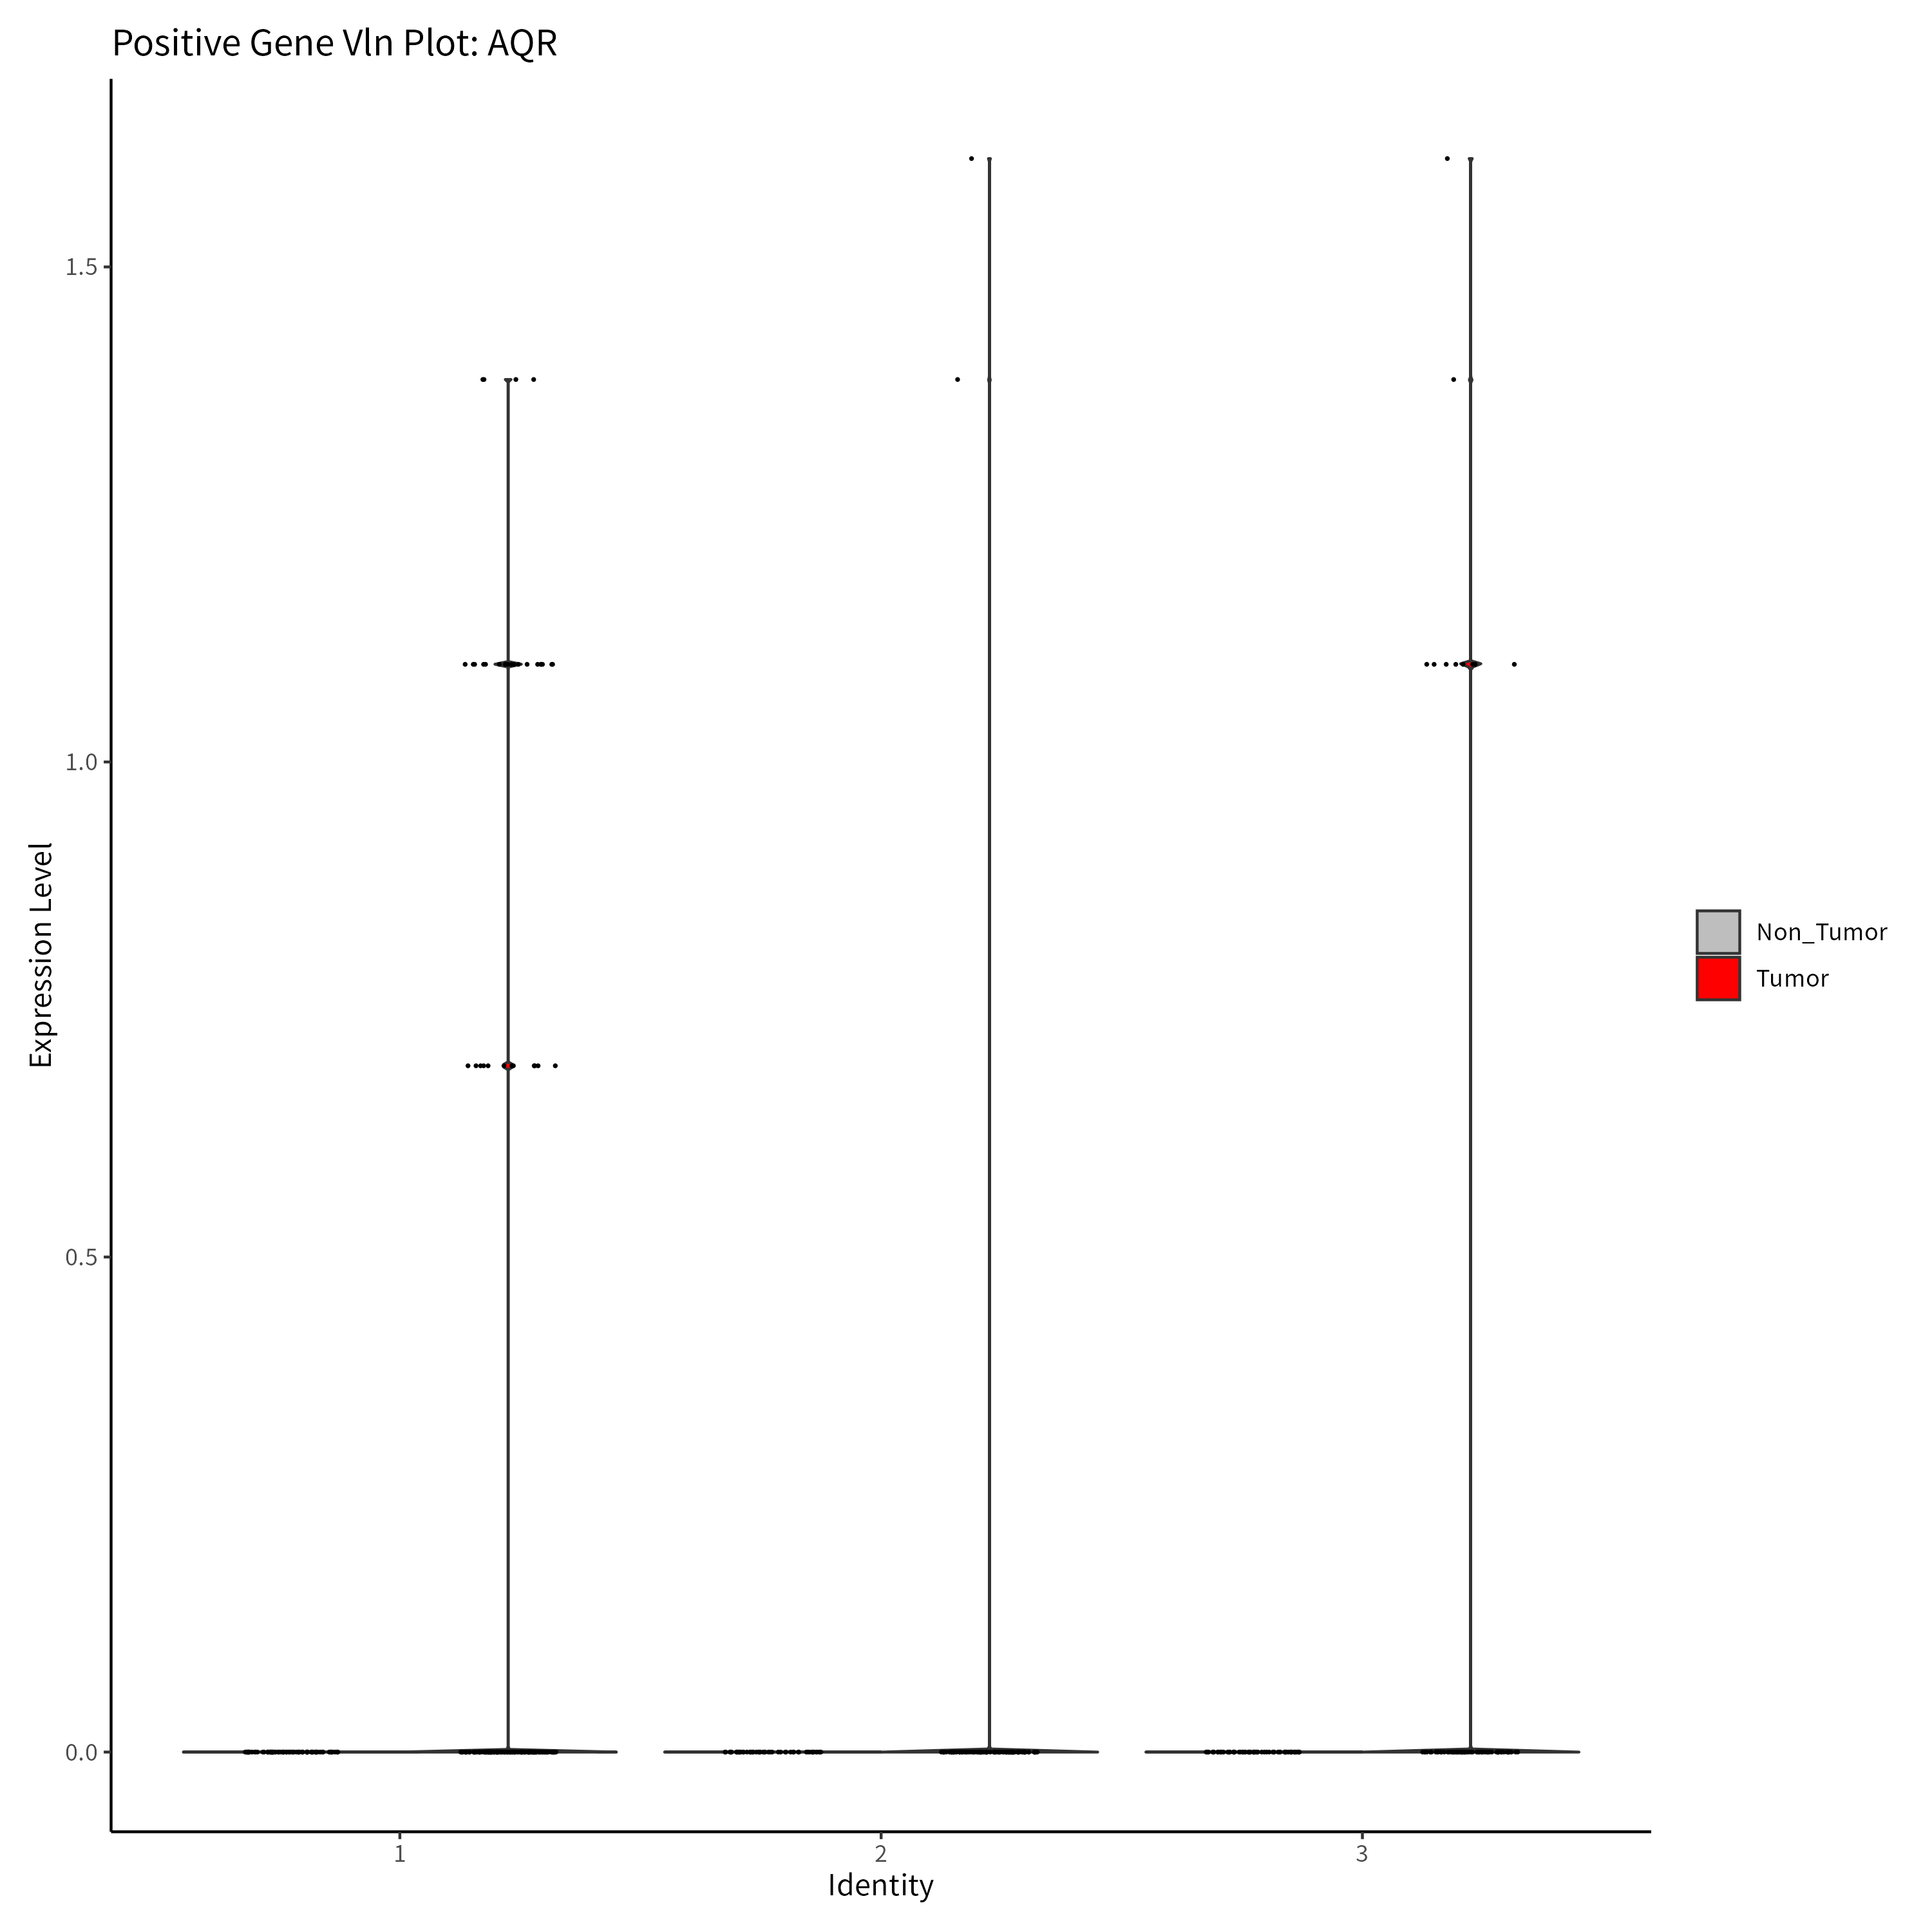 Positive Gene Vln Plot: AQR
1.5
1.0
0.5
0.0
Expression Level
1
2
3
Identity
Non_Tumor
Tumor